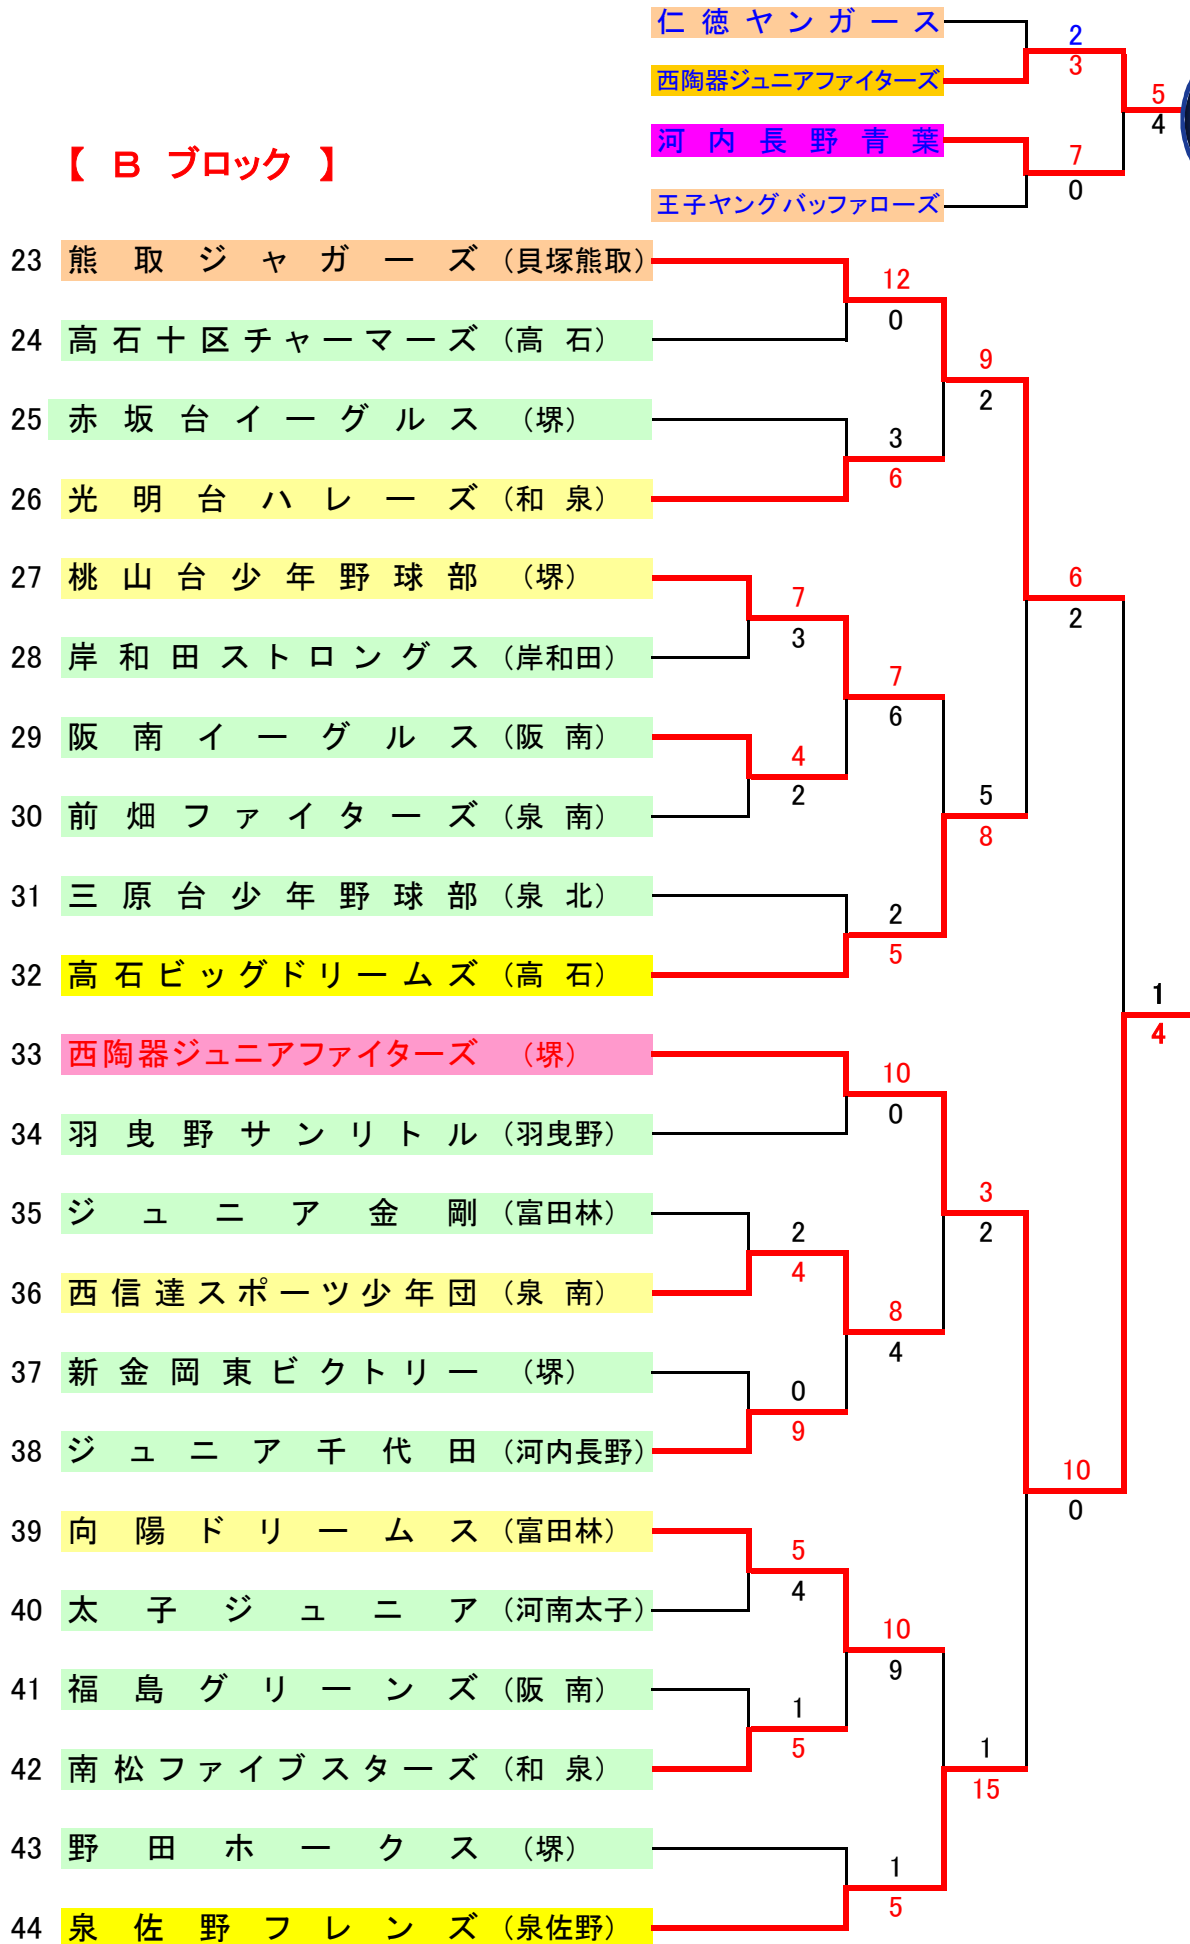 仁徳ヤンガース
2
西陶器ジュニアファイターズ
3
5
4
河内長野青葉
7
0
王子ヤングバッファローズ
【 B ブロック 】
23 熊取ジャガーズ (貝塚熊取)
12
0
24 高石十区チャーマーズ (高 石)
9
2
25 赤坂台イーグルス (堺)
3
6
26 光明台ハレーズ (和 泉)
27 桃山台少年野球部 (堺)
7
3
6
2
28 岸和田ストロングス (岸和田)
7
6
29 阪南イーグルス (阪 南)
4
2
30 前畑ファイターズ (泉 南)
5
8
31 三原台少年野球部 (泉 北)
2
5
32 高石ビッグドリームズ (高 石)
1
4
33 西陶器ジュニアファイターズ (堺)
10
0
34 羽曳野サンリトル (羽曳野)
3
2
35 ジュニア金剛 (富田林)
2
4
36 西信達スポーツ少年団 (泉 南)
8
4
37 新金岡東ビクトリー (堺)
0
9
38 ジュニア千代田 (河内長野)
10
0
39 向陽ドリームス (富田林)
5
4
40 太子ジュニア (河南太子)
10
9
41 福島グリーンズ (阪 南)
1
5
42 南松ファイブスターズ (和 泉)
1
15
43 野田ホークス (堺)
1
5
44 泉佐野フレンズ (泉佐野)